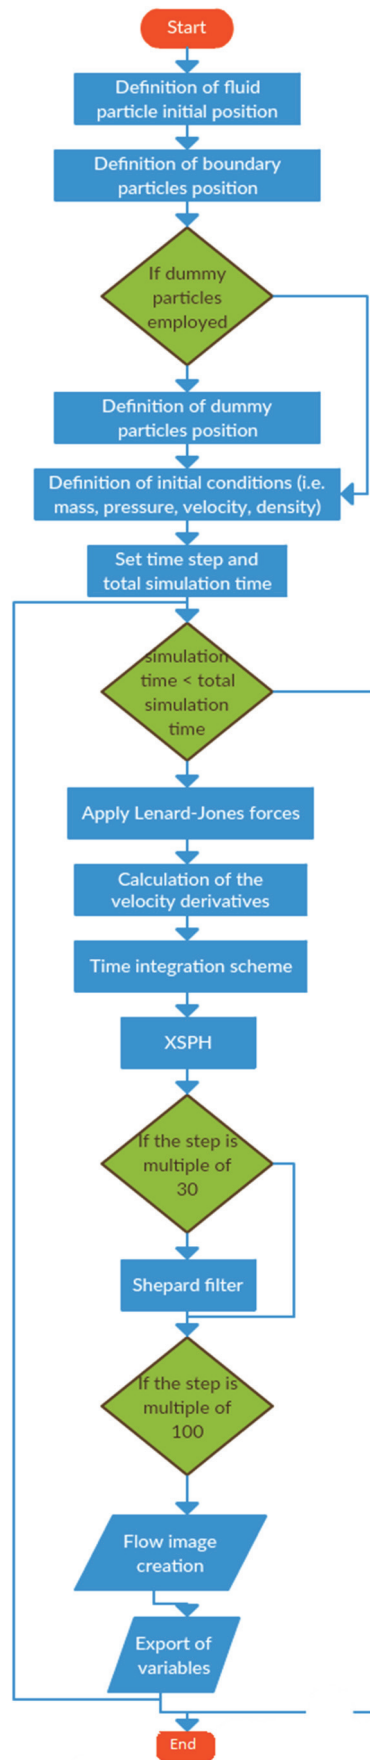 Start
Definition of fluid
particle initial position
Definition of boundary
particles position
If dummy
particles
employed
Definition of dummy
particles position
Definition of initial conditions (i.e.
mass, pressure, velocity, density)
Set time step and
total simulation time
simulation
time < total
simulation
time
Apply Lenard-Jones forces
Calculation of the
velocity derivatives
Time integration scheme
XSPH
If the step is
multiple of
30
Shepard filter
If the step is
multiple of
100
Flow image
creation
Export of
variables
End